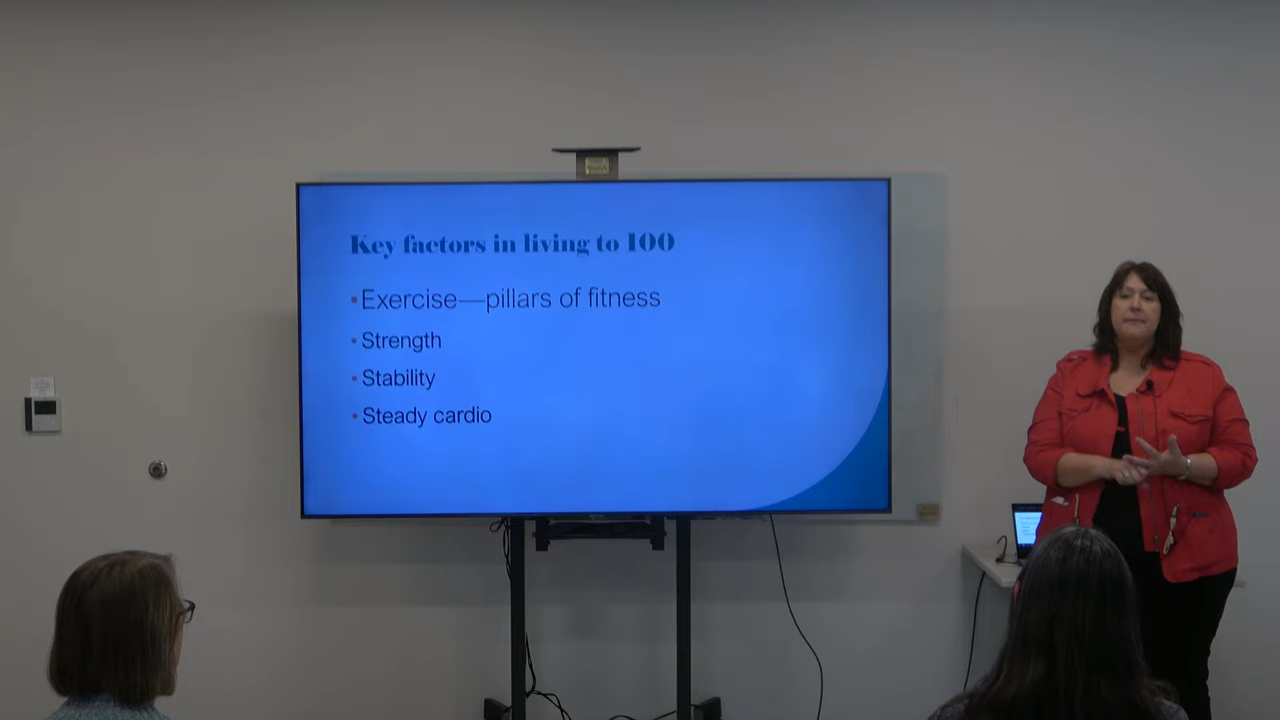 Key factors in living to 100
•Exercise—pillars of fitness
•Strength
•Stability
•Steady cardio